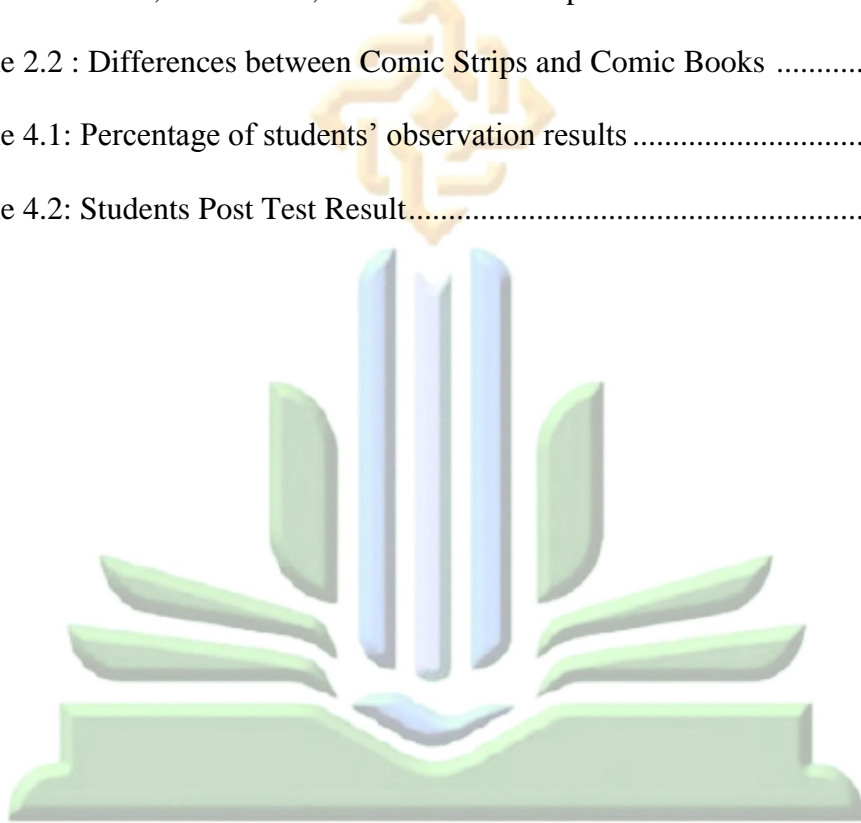 e 2.2 : Differences between Comic Strips and Comic Books ...........
e 4.1: Percentage of students’ observation results ............................
e 4.2: Students Post Test Result.........................................................